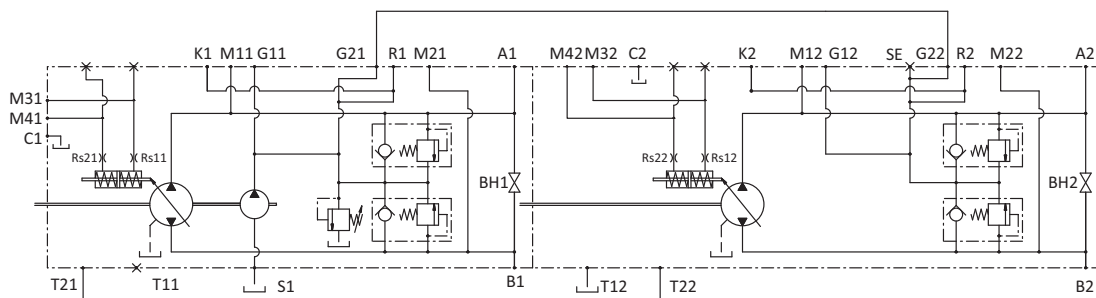 K1 M11 G11 G21 R1 M21 A1 M42 M32 C2 K2 M12 G12 SE G22 R2 M22 A2
M31
M41
C1
Rs21 Rs11 Rs22 Rs12
BH1 BH2
T21 T11 S1 B1 T12 T22 B2